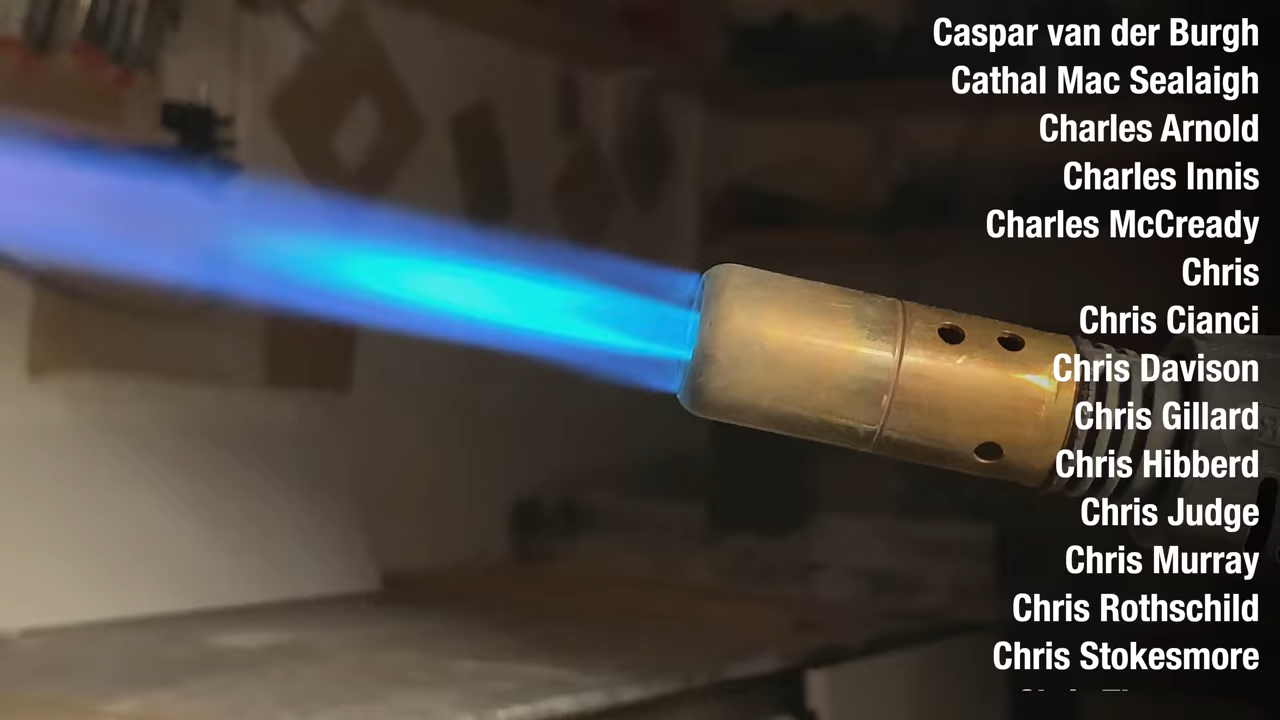 Caspar van der Burgh
Cathal Mac Sealaigh
Charles Arnold
Charles Innis
Charles McCready
Chris
Chris Cianci
Chris Davison
Chris Gillard
Chris Hibberd
Chris Judge
Chris Murray
Chris Rothschild
Chris Stokesmore